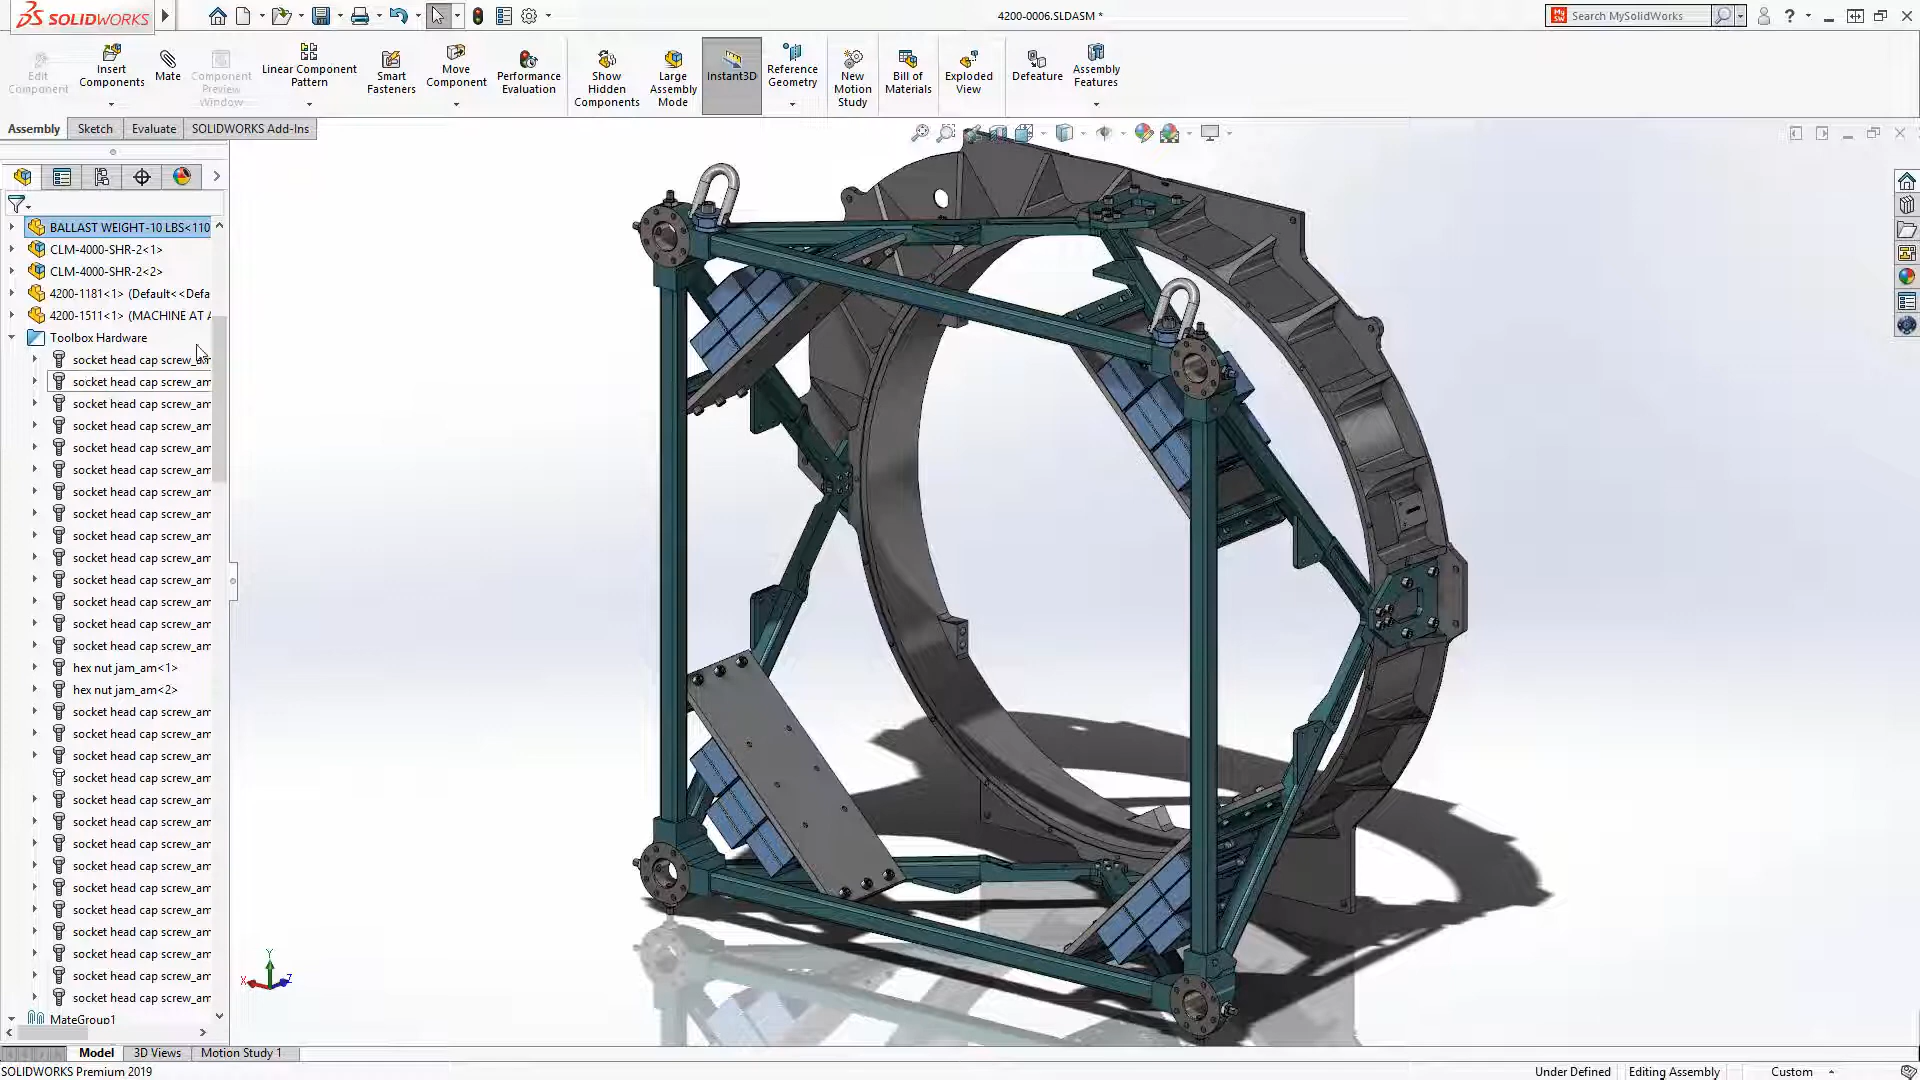 SOLIDWORKS
4200-0006.SLDASM *
Search MySolidWorks
Edit Component
Insert Components
Mate
Component Preview Window
Linear Component Pattern
Smart Fasteners
Move Component
Performance Evaluation
Show Hidden Components
Large Assembly Mode
Instant3D
Reference Geometry
New Motion Study
Bill of Materials
Exploded View
Defeature
Assembly Features
Assembly
Sketch
Evaluate
SOLIDWORKS Add-Ins
BALLAST WEIGHT-10 LBS<110
CLM-4000-SHR-2<1>
CLM-4000-SHR-2<2>
4200-1181<1> (Default<<Defa
4200-1511<1> (MACHINE AT A
Toolbox Hardware
socket head cap screw_am
socket head cap screw_am
socket head cap screw_am
socket head cap screw_am
socket head cap screw_am
socket head cap screw_am
socket head cap screw_am
socket head cap screw_am
socket head cap screw_am
socket head cap screw_am
socket head cap screw_am
socket head cap screw_am
socket head cap screw_am
socket head cap screw_am
hex nut jam_am<1>
hex nut jam_am<2>
socket head cap screw_am
socket head cap screw_am
socket head cap screw_am
socket head cap screw_am
socket head cap screw_am
socket head cap screw_am
socket head cap screw_am
socket head cap screw_am
socket head cap screw_am
socket head cap screw_am
socket head cap screw_am
socket head cap screw_am
socket head cap screw_am
socket head cap screw_am
MateGroup1
Y
X
Z
Model
3D Views
Motion Study 1
SOLIDWORKS Premium 2019
Under Defined
Editing Assembly
Custom